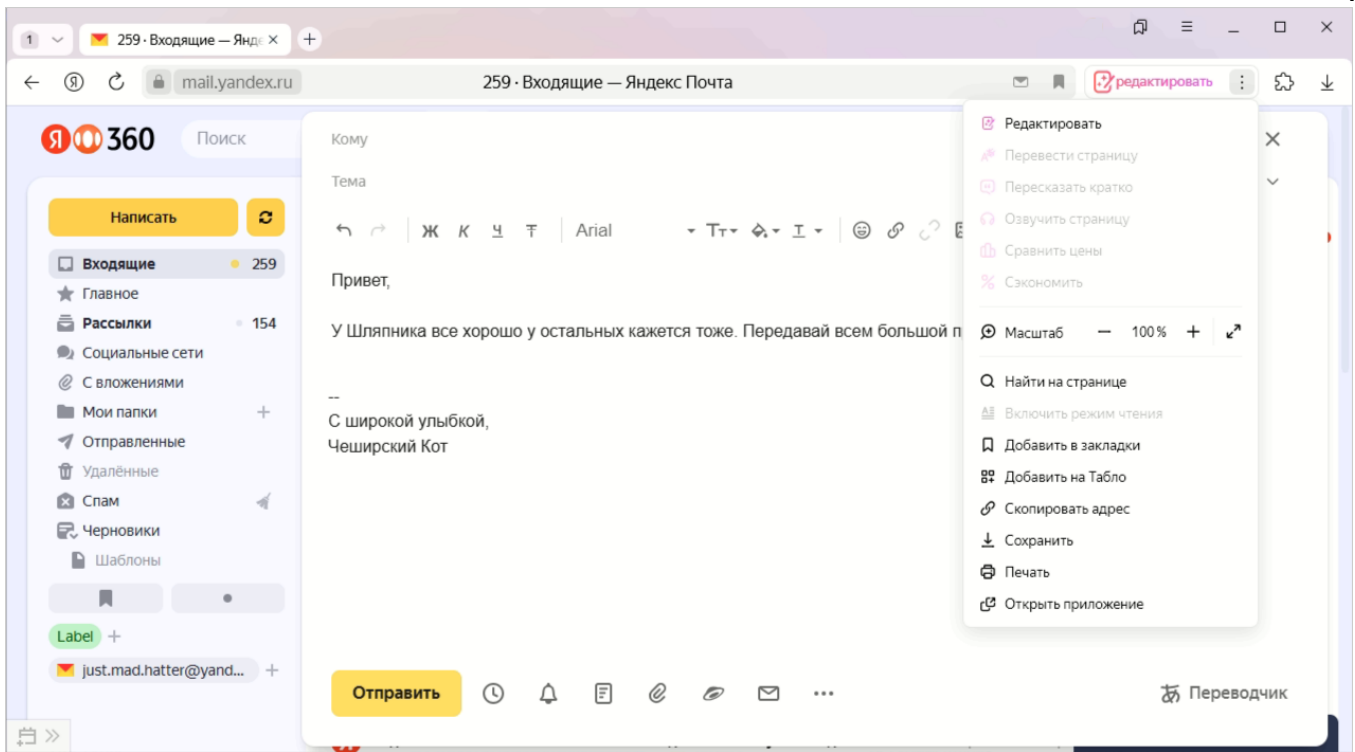 1
259 · Входящие — Янде
mail.yandex.ru
259 · Входящие — Яндекс Почта
редактировать
Я 360
Поиск
Написать
Входящие 259
Главное
Рассылки 154
Социальные сети
С вложениями
Мои папки
Отправленные
Удалённые
Спам
Черновики
Шаблоны
Label
just.mad.hatter@yand...
Кому
Тема
Ж К Ч Т Arial
Привет,
У Шляпника все хорошо у остальных кажется тоже. Передавай всем большой п
--
С широкой улыбкой,
Чеширский Кот
Отправить
Переводчик
Редактировать
Перевести страницу
Пересказать кратко
Озвучить страницу
Сравнить цены
Сэкономить
Масштаб — 100 % +
Найти на странице
Включить режим чтения
Добавить в закладки
Добавить на Табло
Скопировать адрес
Сохранить
Печать
Открыть приложение